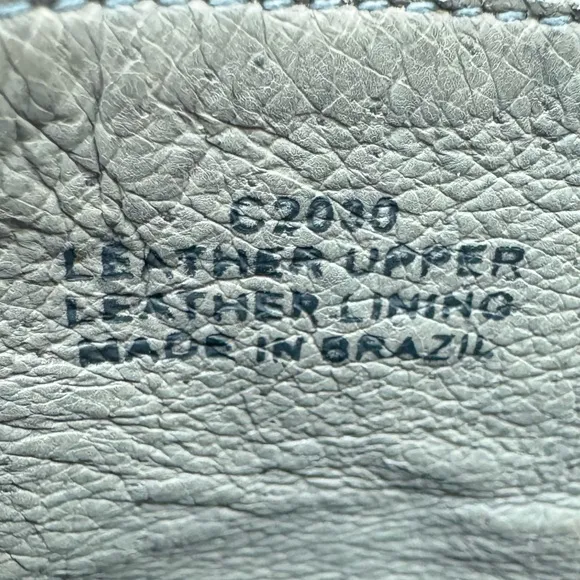 C2030
LEATHER UPPER
LEATHER LINING
MADE IN BRAZIL